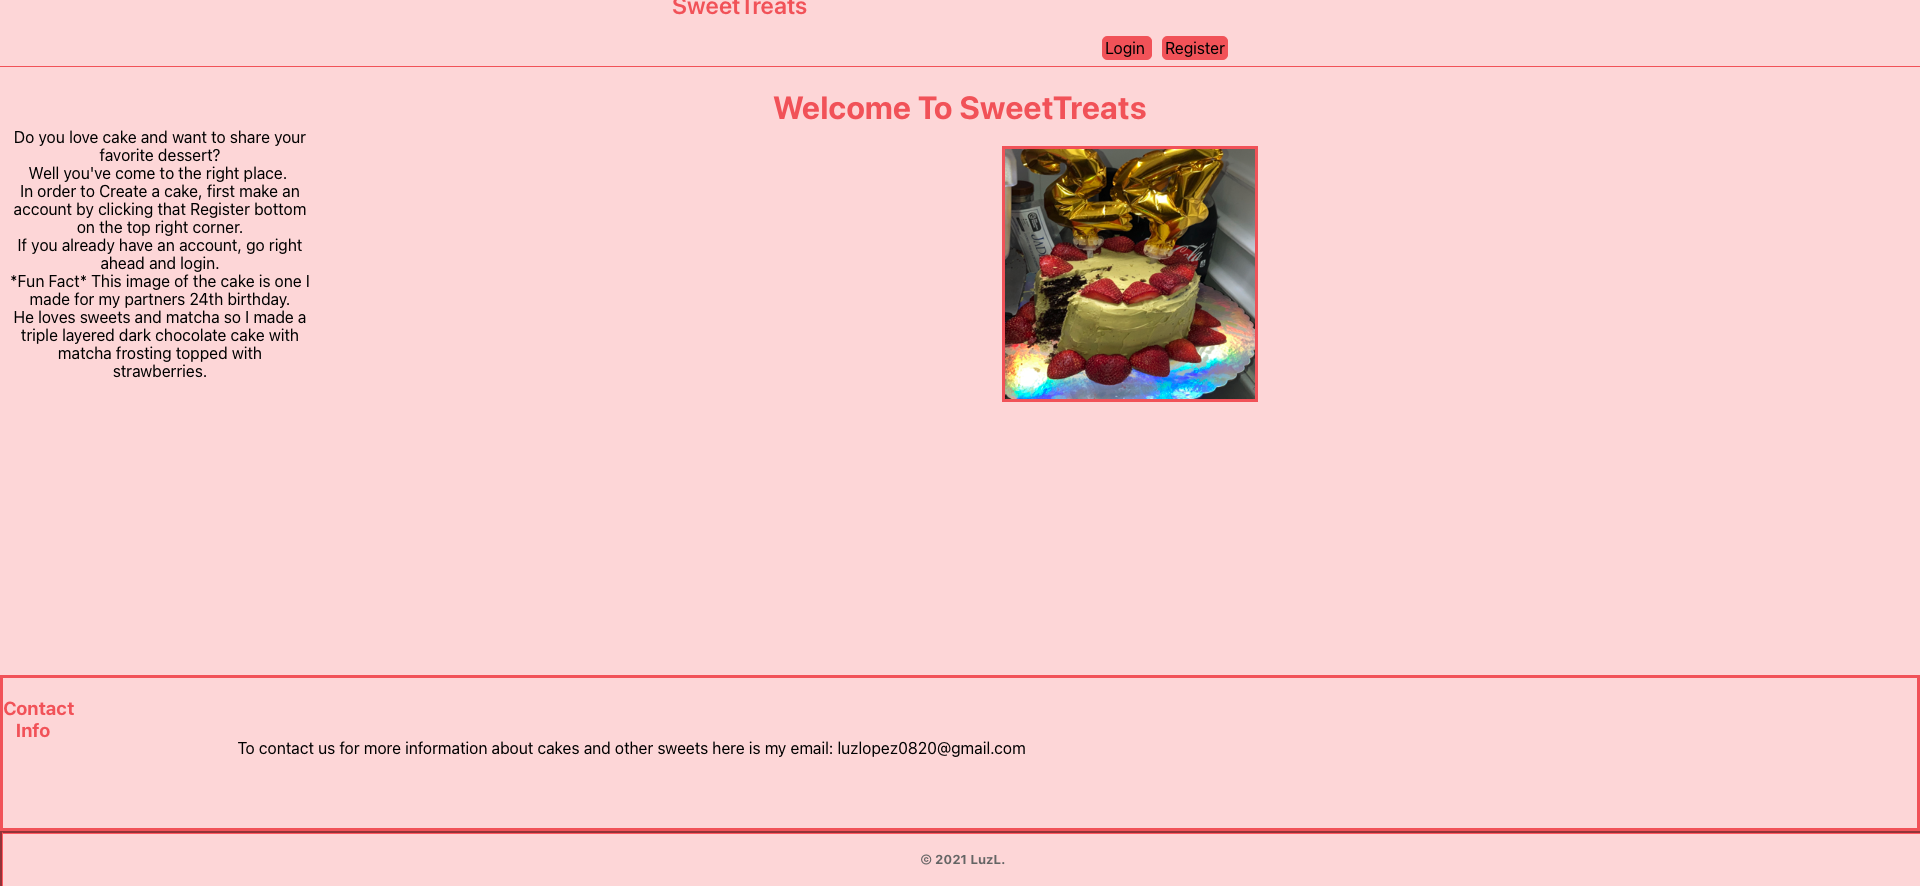 SweetTreats
Login Register
Welcome To SweetTreats
Do you love cake and want to share your
favorite dessert?
Well you've come to the right place.
In order to Create a cake, first make an
account by clicking that Register bottom
on the top right corner.
If you already have an account, go right
ahead and login.
*Fun Fact* This image of the cake is one I
made for my partners 24th birthday.
He loves sweets and matcha so I made a
triple layered dark chocolate cake with
matcha frosting topped with
strawberries.
24
Contact
Info
To contact us for more information about cakes and other sweets here is my email: luzlopez0820@gmail.com
© 2021 LuzL.